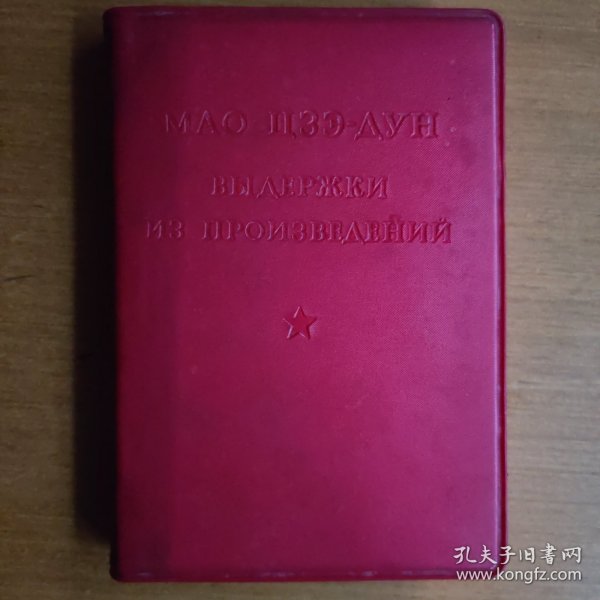 МАО ЦЗЭ-ДУН
ВЫДЕРЖКИ
ИЗ ПРОИЗВЕДЕНИЙ
孔夫子旧书网
www.kongfz.com